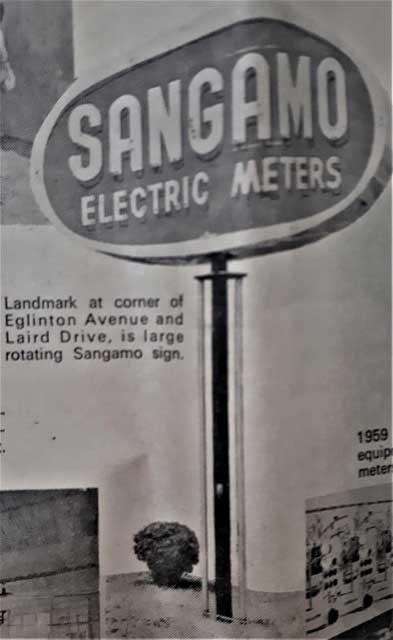 SANGAMO
ELECTRIC METERS
Landmark at corner of
Eglinton Avenue and
Laird Drive, is large
rotating Sangamo sign.
1959